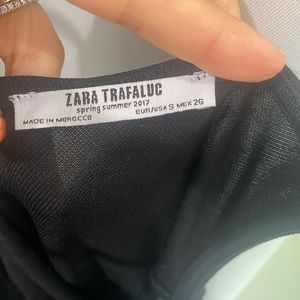 ZARA TRAFALUC
spring summer 2017
MADE IN MOROCCO EUR/USA S MEX 26